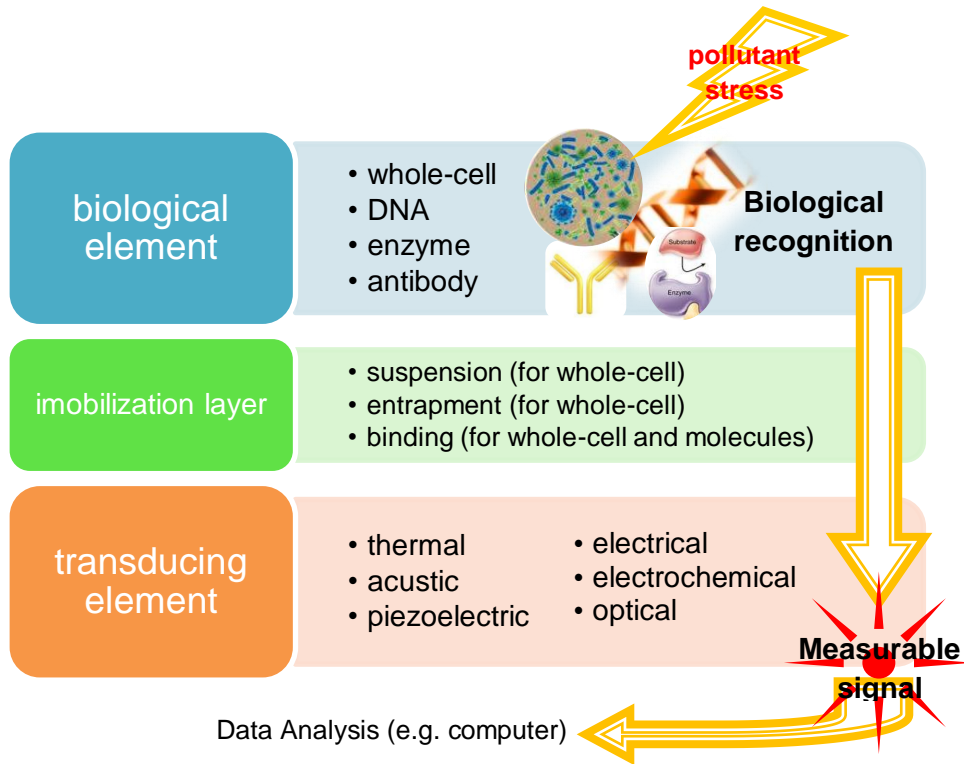 pollutant
stress
biological
element
• whole-cell
• DNA
• enzyme
• antibody
Substrate
Enzyme
Biological
recognition
imobilization layer
• suspension (for whole-cell)
• entrapment (for whole-cell)
• binding (for whole-cell and molecules)
transducing
element
• thermal
• acustic
• piezoelectric
• electrical
• electrochemical
• optical
Measurable
signal
Data Analysis (e.g. computer)